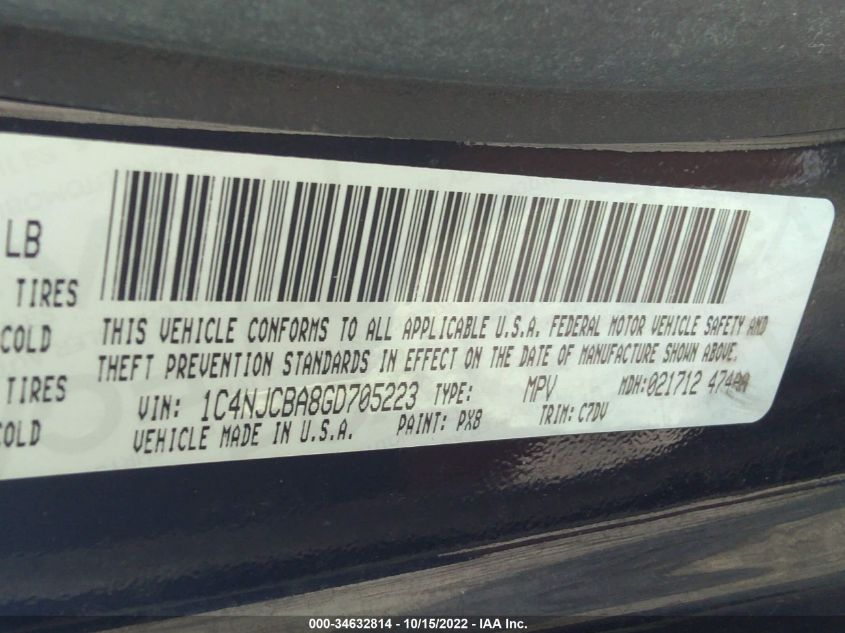 LB
TIRES
COLD
TIRES
COLD
THIS VEHICLE CONFORMS TO ALL APPLICABLE U.S.A. FEDERAL MOTOR VEHICLE SAFETY AND
THEFT PREVENTION STANDARDS IN EFFECT ON THE DATE OF MANUFACTURE SHOWN ABOVE.
VIN: 1C4NJCBA8GD705223 TYPE: MPV MDH:021712 474AA
VEHICLE MADE IN U.S.A. PAINT: PX8 TRIM: C7DV
000-34632814 - 10/15/2022 - IAA Inc.